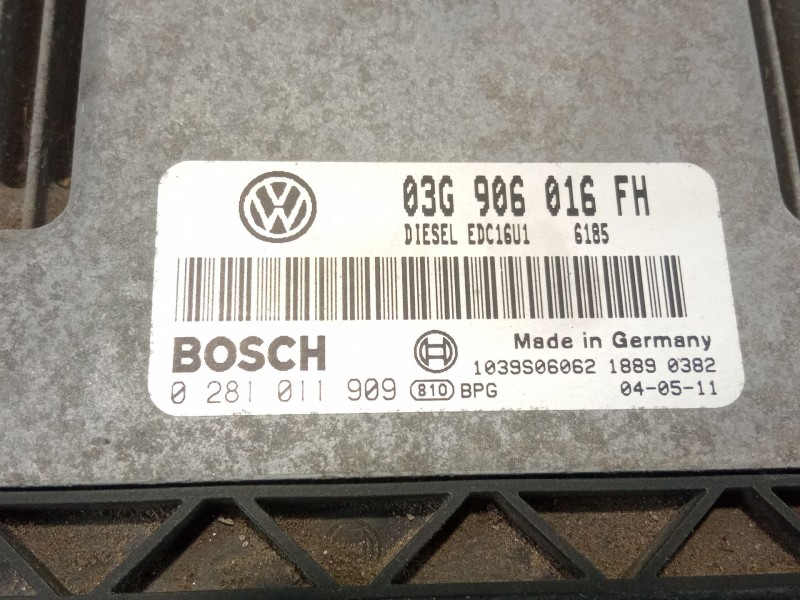 03G 906 016 FH
DIESEL EDC16U1 6185
BOSCH
Made in Germany
1039S06062 1889 0382
0 281 011 909 810 BPG 04-05-11